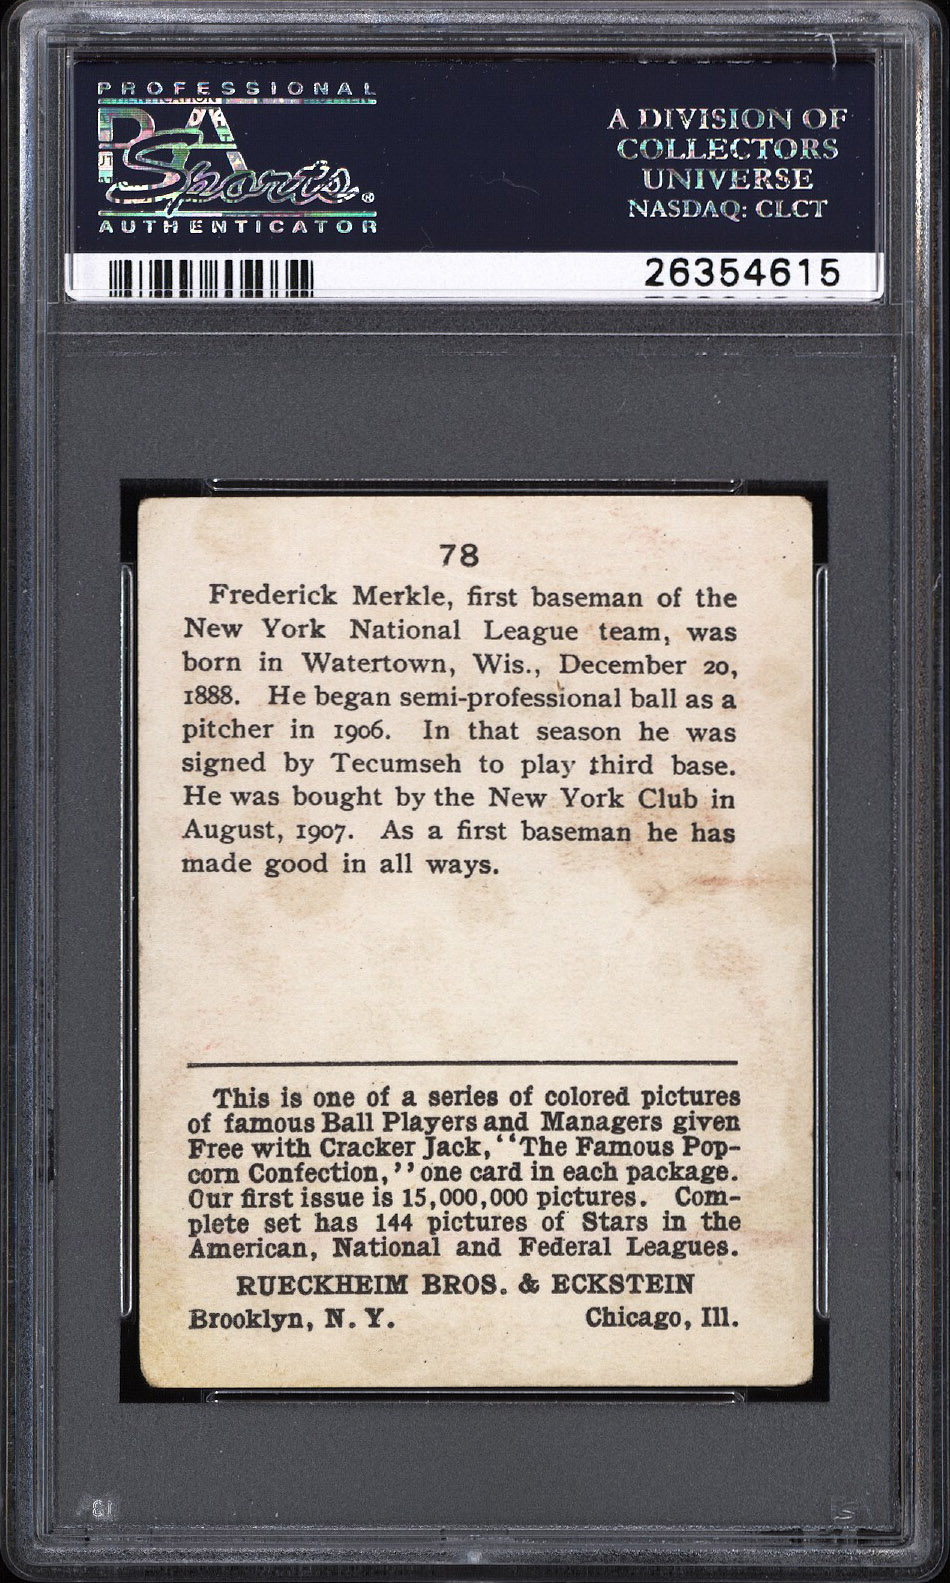 PROFESSIONAL
PSA
Sports®
AUTHENTICATOR
A DIVISION OF
COLLECTORS
UNIVERSE
NASDAQ: CLCT
26354615
78
Frederick Merkle, first baseman of the
New York National League team, was
born in Watertown, Wis., December 20,
1888. He began semi-professional ball as a
pitcher in 1906. In that season he was
signed by Tecumseh to play third base.
He was bought by the New York Club in
August, 1907. As a first baseman he has
made good in all ways.
This is one of a series of colored pictures
of famous Ball Players and Managers given
Free with Cracker Jack, “The Famous Pop-
corn Confection,” one card in each package.
Our first issue is 15,000,000 pictures. Com-
plete set has 144 pictures of Stars in the
American, National and Federal Leagues.
RUECKHEIM BROS. & ECKSTEIN
Brooklyn, N. Y. Chicago, Ill.